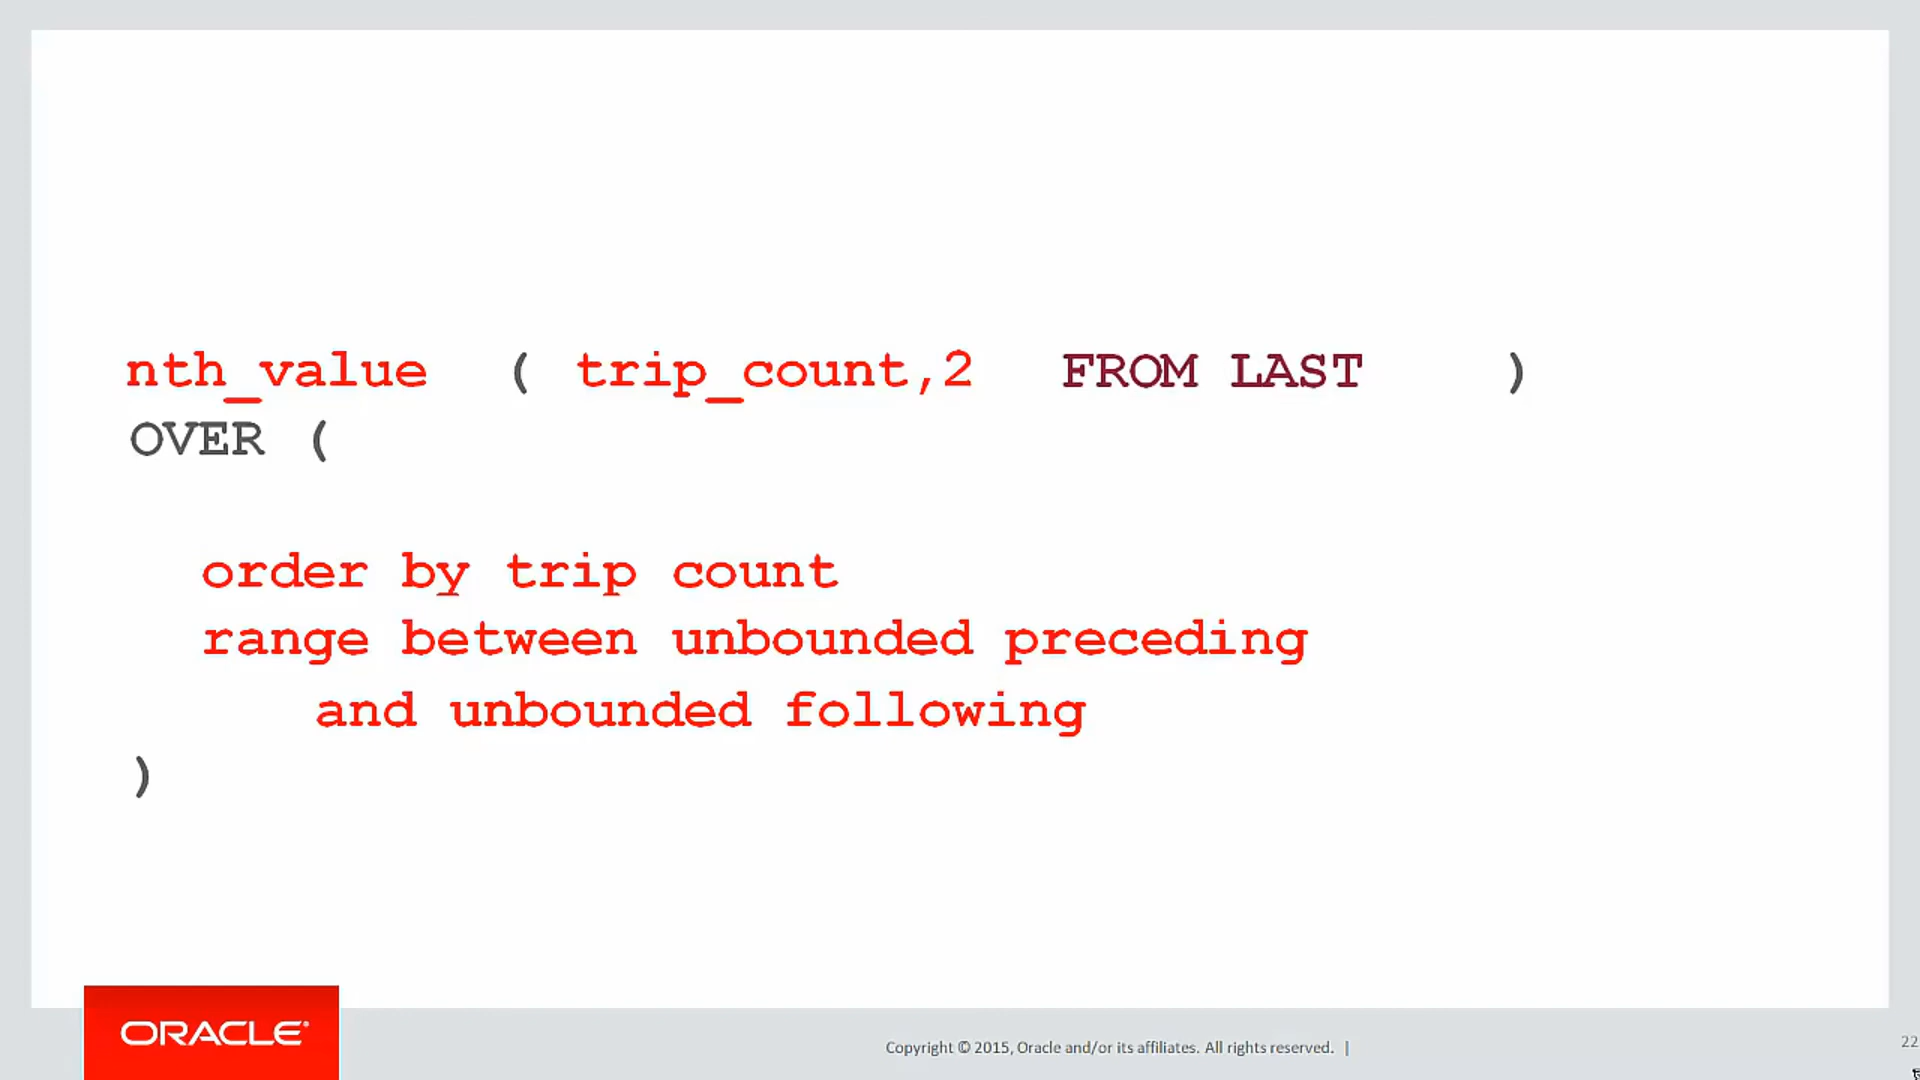 nth_value ( trip_count,2 FROM LAST )
OVER (
order by trip count
range between unbounded preceding
and unbounded following
)
ORACLE
Copyright © 2015, Oracle and/or its affiliates. All rights reserved. |
22